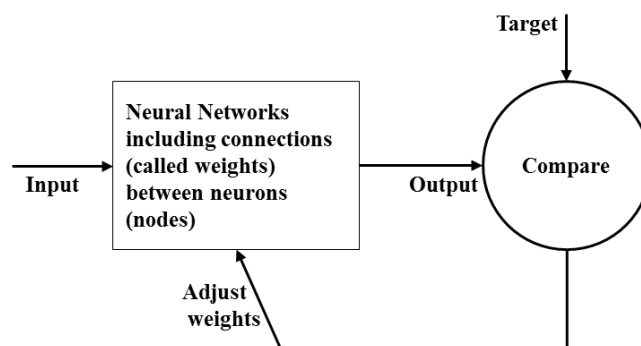 Target
Neural Networks
including connections
(called weights)
between neurons
(nodes)
Input
Output
Compare
Adjust
weights